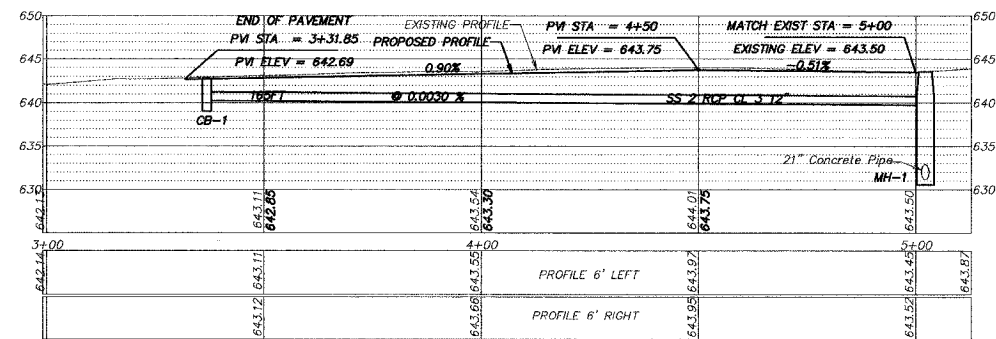 650
END OF PAVEMENT
EXISTING PROFILE
PVI STA = 4+50
MATCH EXIST STA = 5+00
650
PVI STA = 3+31.85
PROPOSED PROFILE
PVI ELEV = 643.75
EXISTING ELEV = 643.50
645
PVI ELEV = 642.69
0.90%
-0.51%
645
165FT @ 0.0030 % SS 2 RCP CL 3 12"
640
640
CB-1
635
635
21" Concrete Pipe
MH-1
630
630
642.13
643.11
642.85
643.54
643.30
644.01
643.75
643.50
3+00
4+00
5+00
643.11
643.55
PROFILE 6' LEFT
643.97
643.45
643.87
643.12
643.66
PROFILE 6' RIGHT
643.95
643.52